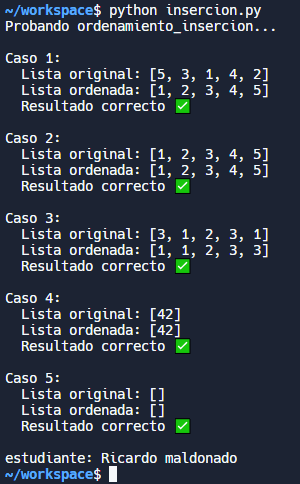 ~/workspace$ python insercion.py
Probando ordenamiento_insercion...
Caso 1:
Lista original: [5, 3, 1, 4, 2]
Lista ordenada: [1, 2, 3, 4, 5]
Resultado correcto ✅
Caso 2:
Lista original: [1, 2, 3, 4, 5]
Lista ordenada: [1, 2, 3, 4, 5]
Resultado correcto ✅
Caso 3:
Lista original: [3, 1, 2, 3, 1]
Lista ordenada: [1, 1, 2, 3, 3]
Resultado correcto ✅
Caso 4:
Lista original: [42]
Lista ordenada: [42]
Resultado correcto ✅
Caso 5:
Lista original: []
Lista ordenada: []
Resultado correcto ✅
estudiante: Ricardo maldonado
~/workspace$